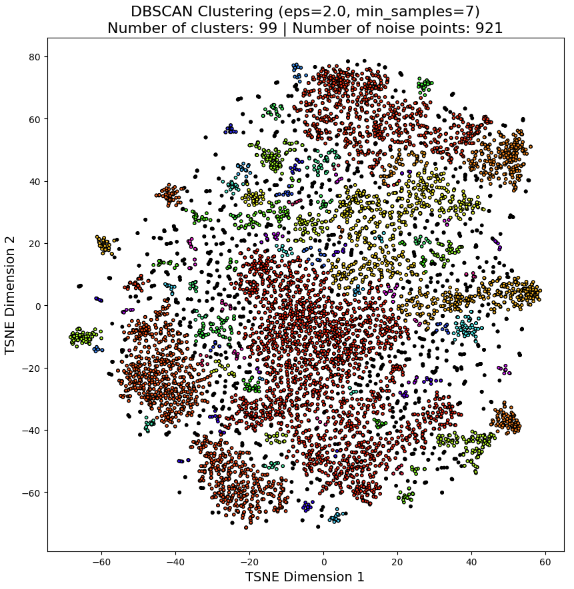 DBSCAN Clustering (eps=2.0, min_samples=7)
Number of clusters: 99 | Number of noise points: 921
80
60
40
20
0
−20
−40
−60
TSNE Dimension 2
−60 −40 −20 0 20 40 60
TSNE Dimension 1